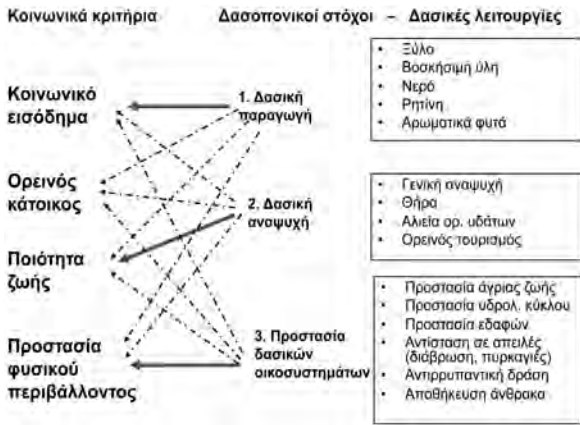 Κοινωνικά κριτήρια
Δασοπονικοί στόχοι – Δασικές λειτουργίες
Κοινωνικό
εισόδημα
Ορεινός
κάτοικος
Ποιότητα
ζωής
Προστασία
φυσικού
περιβάλλοντος
1. Δασική
παραγωγή
2. Δασική
αναψυχή
3. Προστασία
δασικών
οικοσυστημάτων
• Ξύλο
• Βοσκήσιμη ύλη
• Νερό
• Ρητίνη
• Αρωματικά φυτά
• Γενική αναψυχή
• Θήρα
• Αλιεία ορ. υδάτων
• Ορεινός τουρισμός
• Προστασία άγριας ζωής
• Προστασία υδρολ. κύκλου
• Προστασία εδαφών
• Αντίσταση σε απειλές
(διάβρωση, πυρκαγιές)
• Αντιρρυπαντική δράση
• Αποθήκευση άνθρακα